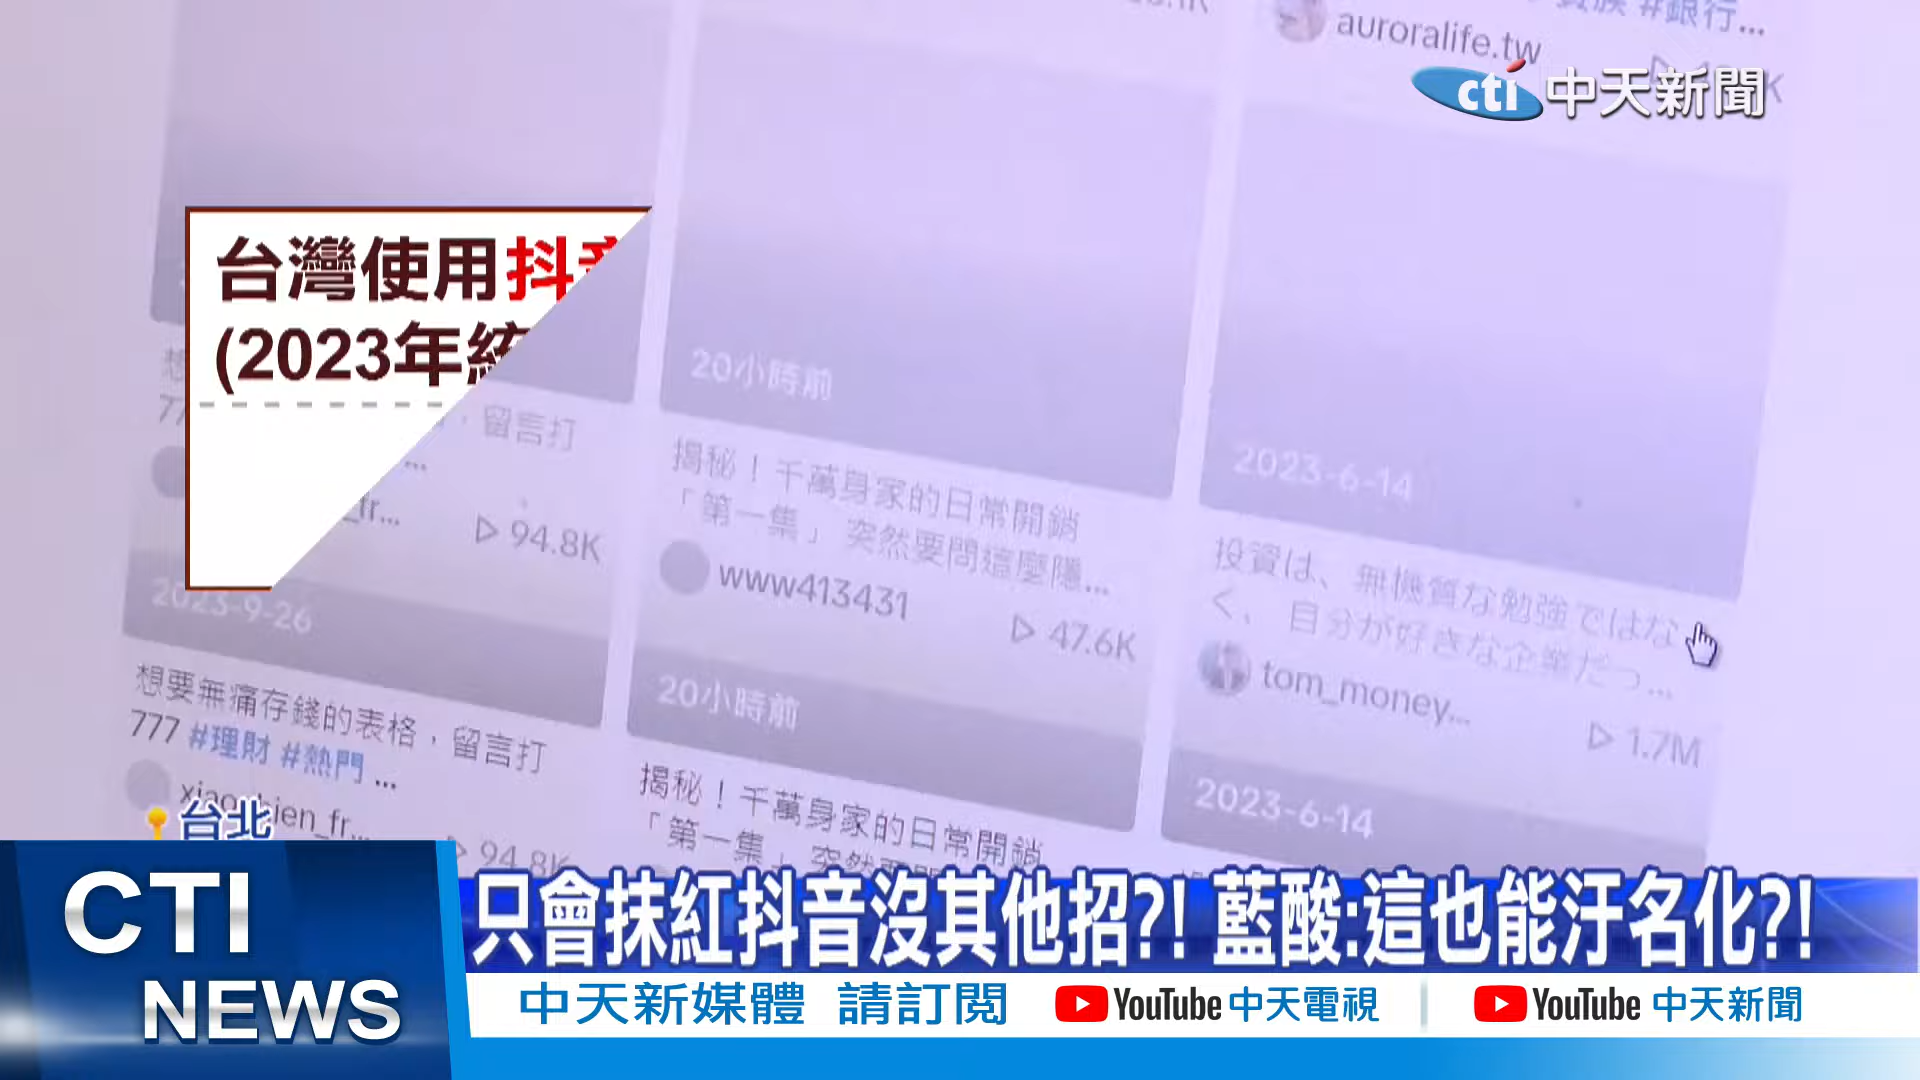 auroralife.tw
cti 中天新聞
台灣使用抖
(2023年統
20小時前
2023-6-14
留言打
94.8K
揭秘！千萬身家的日常開銷
「第一集」 突然要問這麼隱...
www413431
47.6K
投資は、無機質な勉強ではな
く、自分が好きな企業だっ...
tom_money...
1.7M
2023-9-26
20小時前
2023-6-14
想要無痛存錢的表格，留言打
777 #理財 #熱門 ...
揭秘！千萬身家的日常開銷
「第一集」
94.8K
台北
CTI
NEWS
只會抹紅抖音沒其他招?! 藍酸:這也能汙名化?!
中天新媒體 請訂閱 YouTube 中天電視 | YouTube 中天新聞